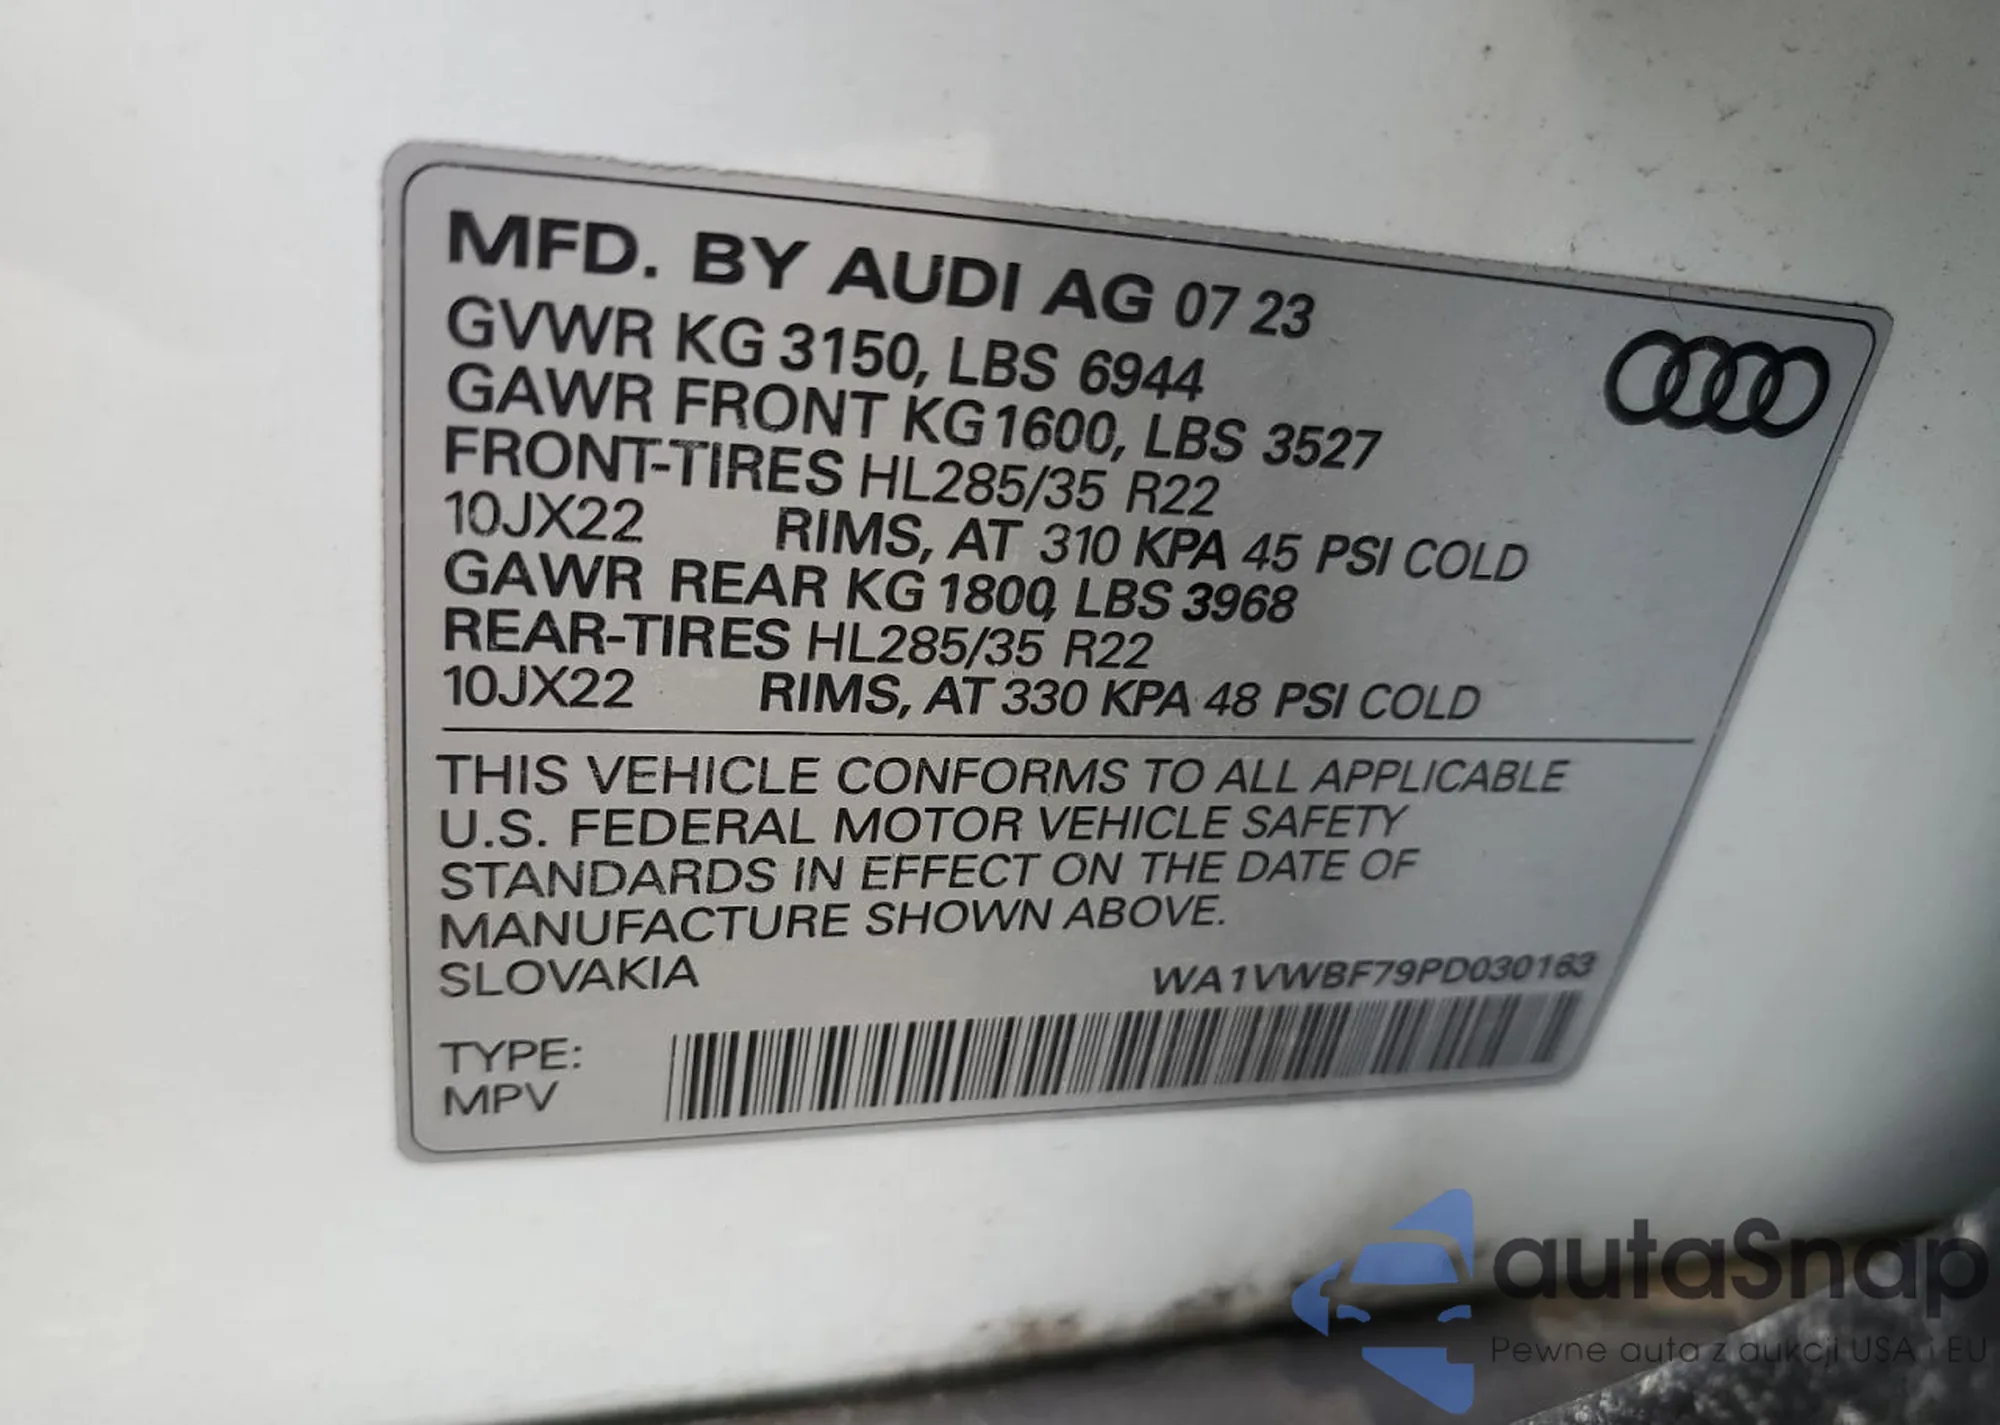 MFD. BY AUDI AG 07 23
GVWR KG 3150, LBS 6944
GAWR FRONT KG 1600, LBS 3527
FRONT-TIRES HL285/35 R22
10JX22 RIMS, AT 310 KPA 45 PSI COLD
GAWR REAR KG 1800, LBS 3968
REAR-TIRES HL285/35 R22
10JX22 RIMS, AT 330 KPA 48 PSI COLD
THIS VEHICLE CONFORMS TO ALL APPLICABLE
U.S. FEDERAL MOTOR VEHICLE SAFETY
STANDARDS IN EFFECT ON THE DATE OF
MANUFACTURE SHOWN ABOVE.
SLOVAKIA WA1VWBF79PD030163
TYPE:
MPV
autaSnap
Pewne auta z aukcji USA i EU